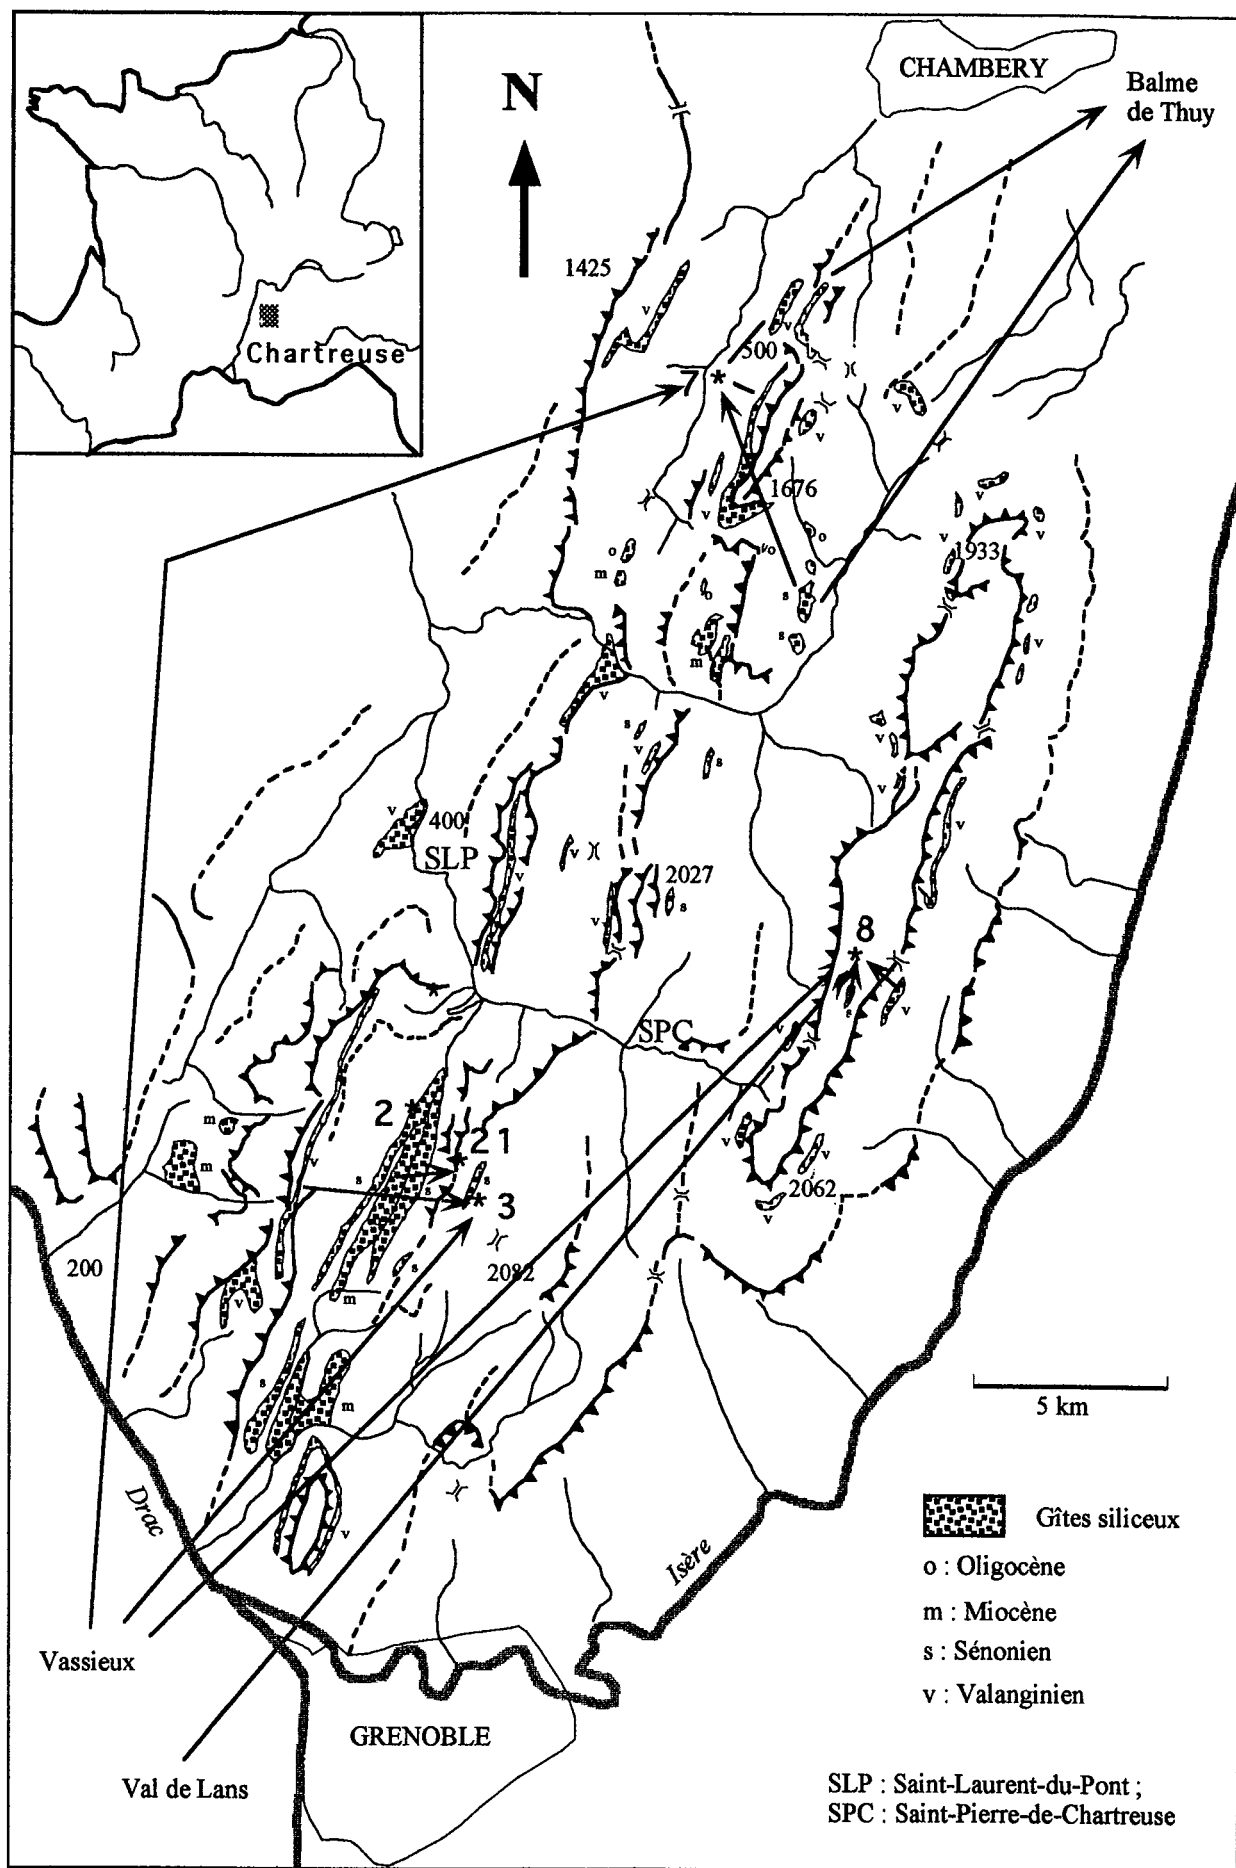 CHAMBERY
Balme
de Thuy
N
Chartreuse
1425
v
v
500
*
v
v
1676
v
v
v
v
v
1933
o
m
o
o
vo
s
s
m
v
v
s
v
s
v
v
v
v
400
SLP
v
v
2027
s
v
8
*
s
v
SPC
v
2
*
21
*
m
m
v
s
s
s
*
3
v
v
2062
v
200
v
s
m
2082
s
m
5 km
v
Drac
Isère
Gîtes siliceux
o : Oligocène
m : Miocène
s : Sénonien
v : Valanginien
Vassieux
GRENOBLE
Val de Lans
SLP : Saint-Laurent-du-Pont ;
SPC : Saint-Pierre-de-Chartreuse